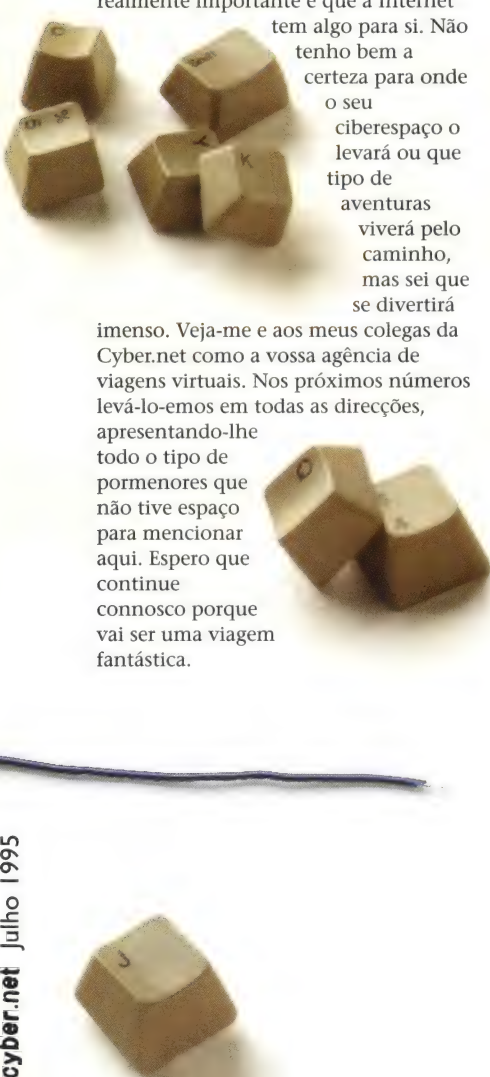 realmente importante é que a Internet
tem algo para si. Não
tenho bem a
certeza para onde
o seu
ciberespaço o
levará ou que
tipo de
aventuras
viverá pelo
caminho,
mas sei que
se divertirá
imenso. Veja-me e aos meus colegas da
Cyber.net como a vossa agência de
viagens virtuais. Nos próximos números
levá-lo-emos em todas as direcções,
apresentando-lhe
todo o tipo de
pormenores que
não tive espaço
para mencionar
aqui. Espero que
continue
connosco porque
vai ser uma viagem
fantástica.
cyber.net Julho 1995
K
J